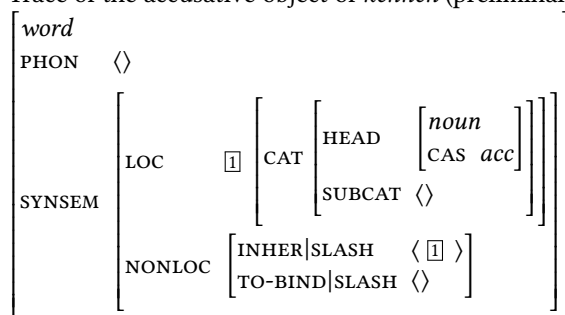 Trace of the accusative object of kennen (preliminary
word
PHON ⟨⟩
SYNSEM LOC [1] CAT HEAD noun
CAS acc
SUBCAT ⟨⟩
NONLOC INHER|SLASH ⟨ [1] ⟩
TO-BIND|SLASH ⟨⟩